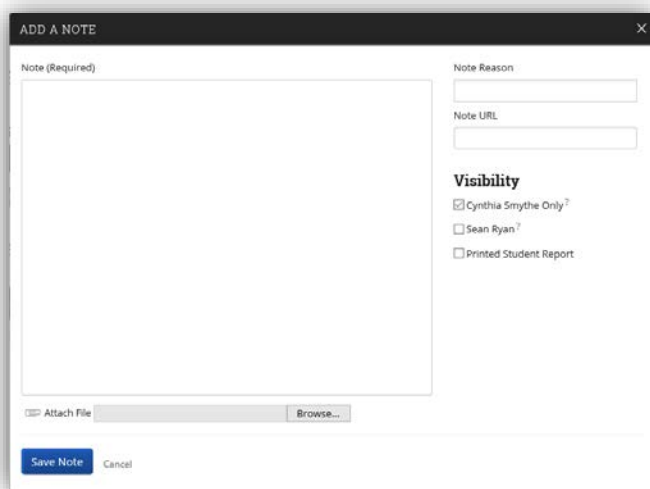 ADD A NOTE
Note (Required)
Note Reason
Note URL
Visibility
Cynthia Smythe Only ?
Sean Ryan ?
Printed Student Report
Attach File
Browse...
Save Note
Cancel